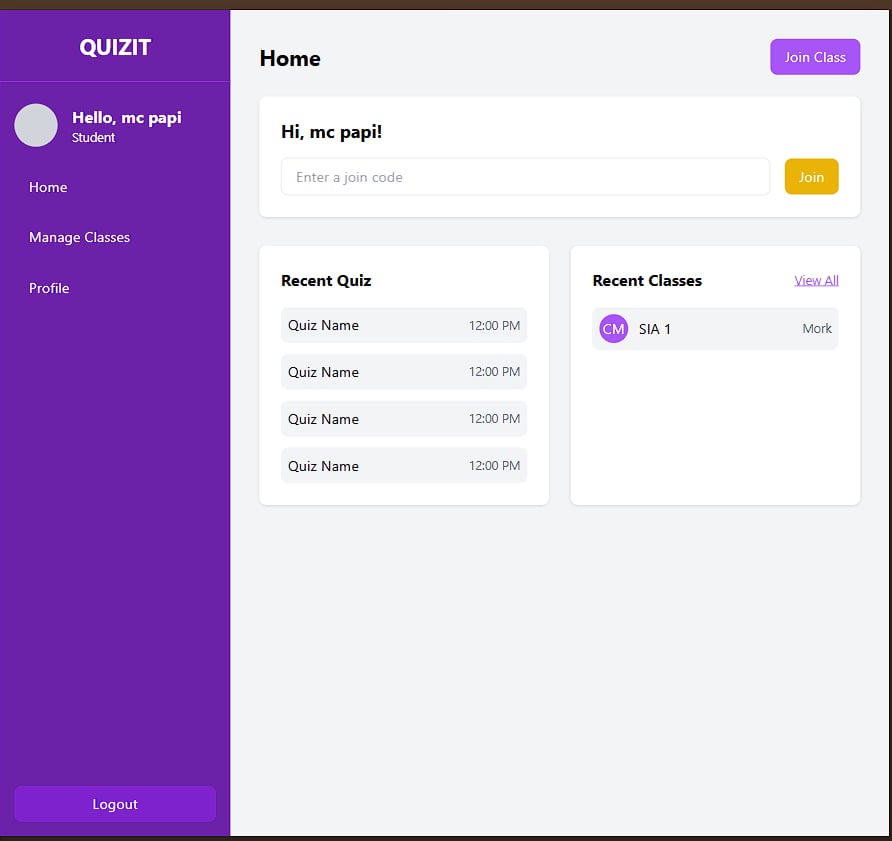 QUIZIT
Hello, mc papi
Student
Home
Manage Classes
Profile
Logout
Home
Join Class
Hi, mc papi!
Enter a join code
Join
Recent Quiz
Quiz Name 12:00 PM
Quiz Name 12:00 PM
Quiz Name 12:00 PM
Quiz Name 12:00 PM
Recent Classes View All
CM SIA 1 Mork